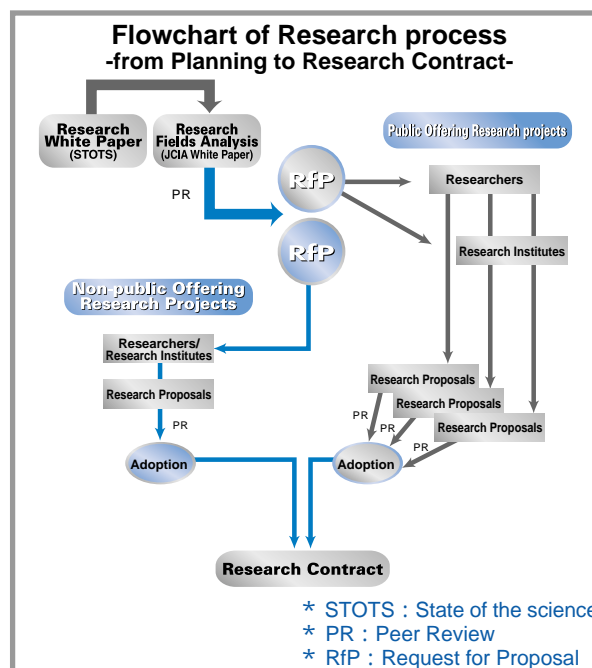 Flowchart of Research process
-from Planning to Research Contract-
Research
White Paper
(STOTS)
Research
Fields Analysis
(JCIA White Paper)
PR
RfP
RfP
Public Offering Research projects
Researchers
Research Institutes
Non-public Offering
Research Projects
Researchers/
Research Institutes
Research Proposals
PR
Adoption
Research Proposals
Research Proposals
Research Proposals
PR
PR
PR
Adoption
Research Contract
* STOTS : State of the science
* PR : Peer Review
* RfP : Request for Proposal